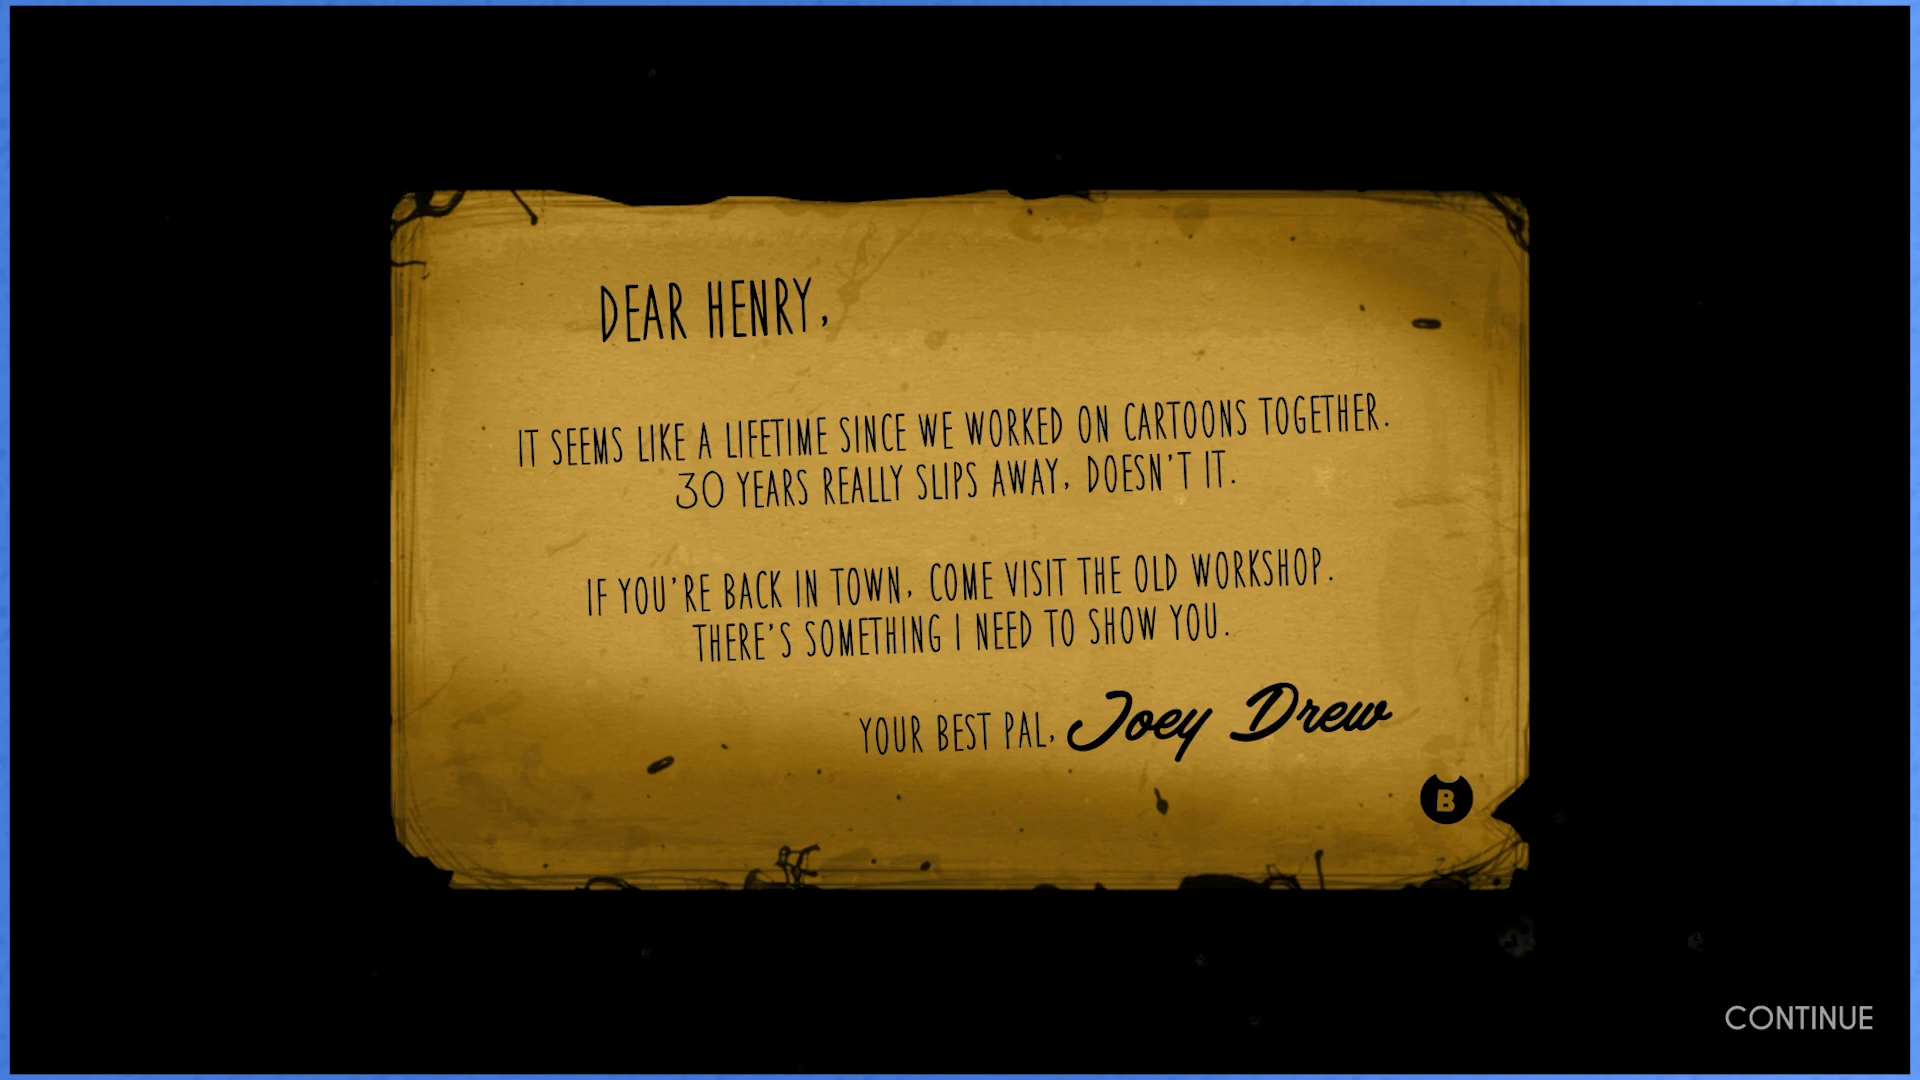 DEAR HENRY,
IT SEEMS LIKE A LIFETIME SINCE WE WORKED ON CARTOONS TOGETHER.
30 YEARS REALLY SLIPS AWAY, DOESN'T IT.
IF YOU'RE BACK IN TOWN, COME VISIT THE OLD WORKSHOP.
THERE'S SOMETHING I NEED TO SHOW YOU.
YOUR BEST PAL, Joey Drew
B
CONTINUE